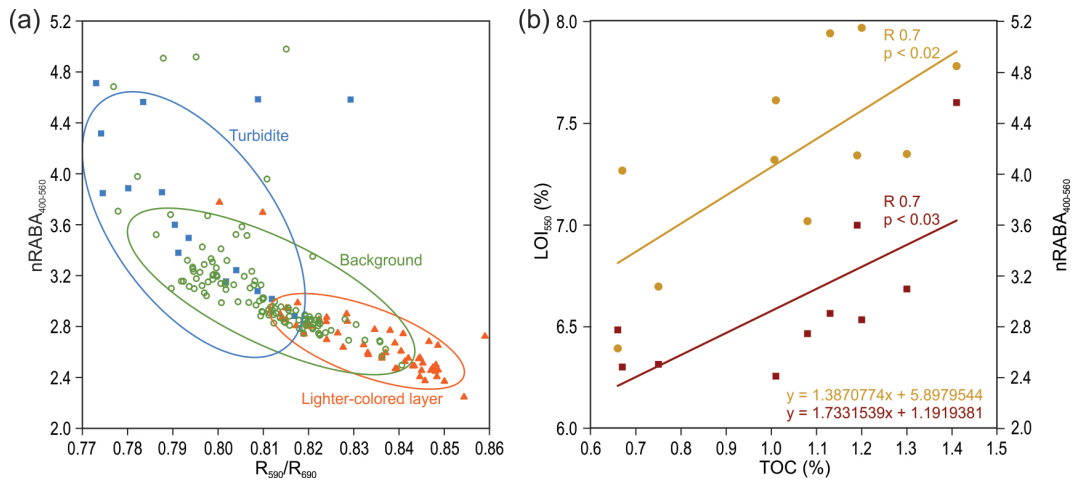 (a)
5.2
4.8
4.4
4.0
3.6
3.2
2.8
2.4
2.0
nRABA400-560
Turbidite
Background
Lighter-colored layer
0.77
0.78
0.79
0.80
0.81
0.82
0.83
0.84
0.85
0.86
R590/R690
(b)
8.0
7.5
7.0
6.5
6.0
LOI550 (%)
R 0.7
p < 0.02
R 0.7
p < 0.03
y = 1.3870774x + 5.8979544
y = 1.7331539x + 1.1919381
5.2
4.8
4.4
4.0
3.6
3.2
2.8
2.4
2.0
nRABA400-560
0.6
0.7
0.8
0.9
1.0
1.1
1.2
1.3
1.4
1.5
TOC (%)